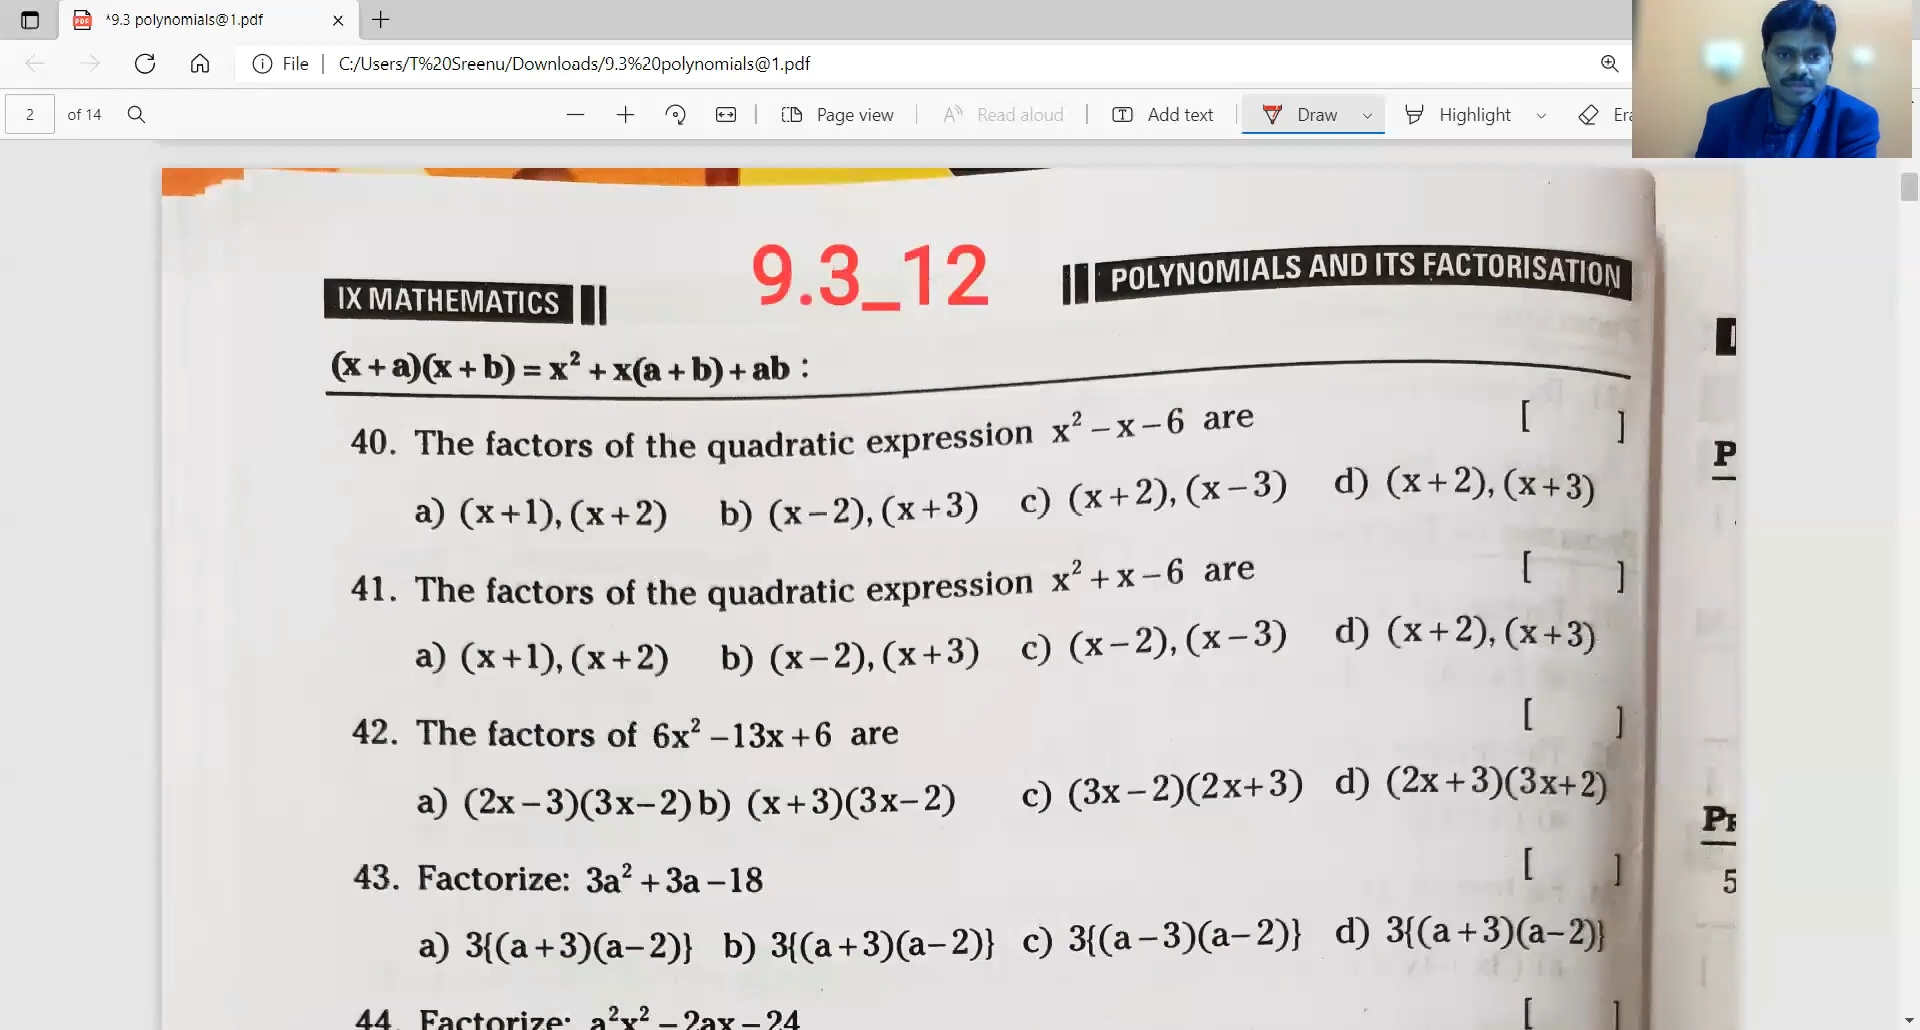 *9.3 polynomials@1.pdf
File | C:/Users/T%20Sreenu/Downloads/9.3%20polynomials@1.pdf
2 of 14 Page view Read aloud Add text Draw Highlight
9.3_12
IX MATHEMATICS POLYNOMIALS AND ITS FACTORISATION
(x+a)(x+b) = x² + x(a+b) + ab :
40. The factors of the quadratic expression x² – x – 6 are [ ]
a) (x+1), (x+2) b) (x–2), (x+3) c) (x+2), (x–3) d) (x+2), (x+3)
41. The factors of the quadratic expression x² + x – 6 are [ ]
a) (x+1), (x+2) b) (x–2), (x+3) c) (x–2), (x–3) d) (x+2), (x+3)
42. The factors of 6x² –13x+6 are [ ]
a) (2x–3)(3x–2) b) (x+3)(3x–2) c) (3x–2)(2x+3) d) (2x+3)(3x+2)
43. Factorize: 3a² +3a –18 [ ]
a) 3{(a+3)(a–2)} b) 3{(a+3)(a–2)} c) 3{(a–3)(a–2)} d) 3{(a+3)(a–2)}
44. Factorize: a²x² – 2ax – 24 [ ]